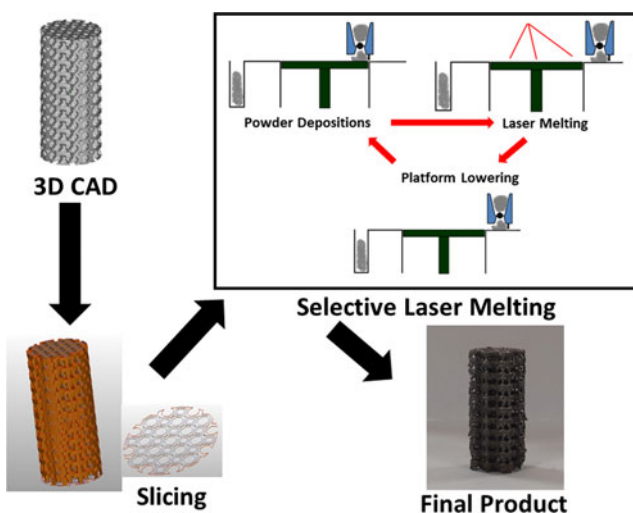 3D CAD
Slicing
Powder Depositions
Laser Melting
Platform Lowering
Selective Laser Melting
Final Product